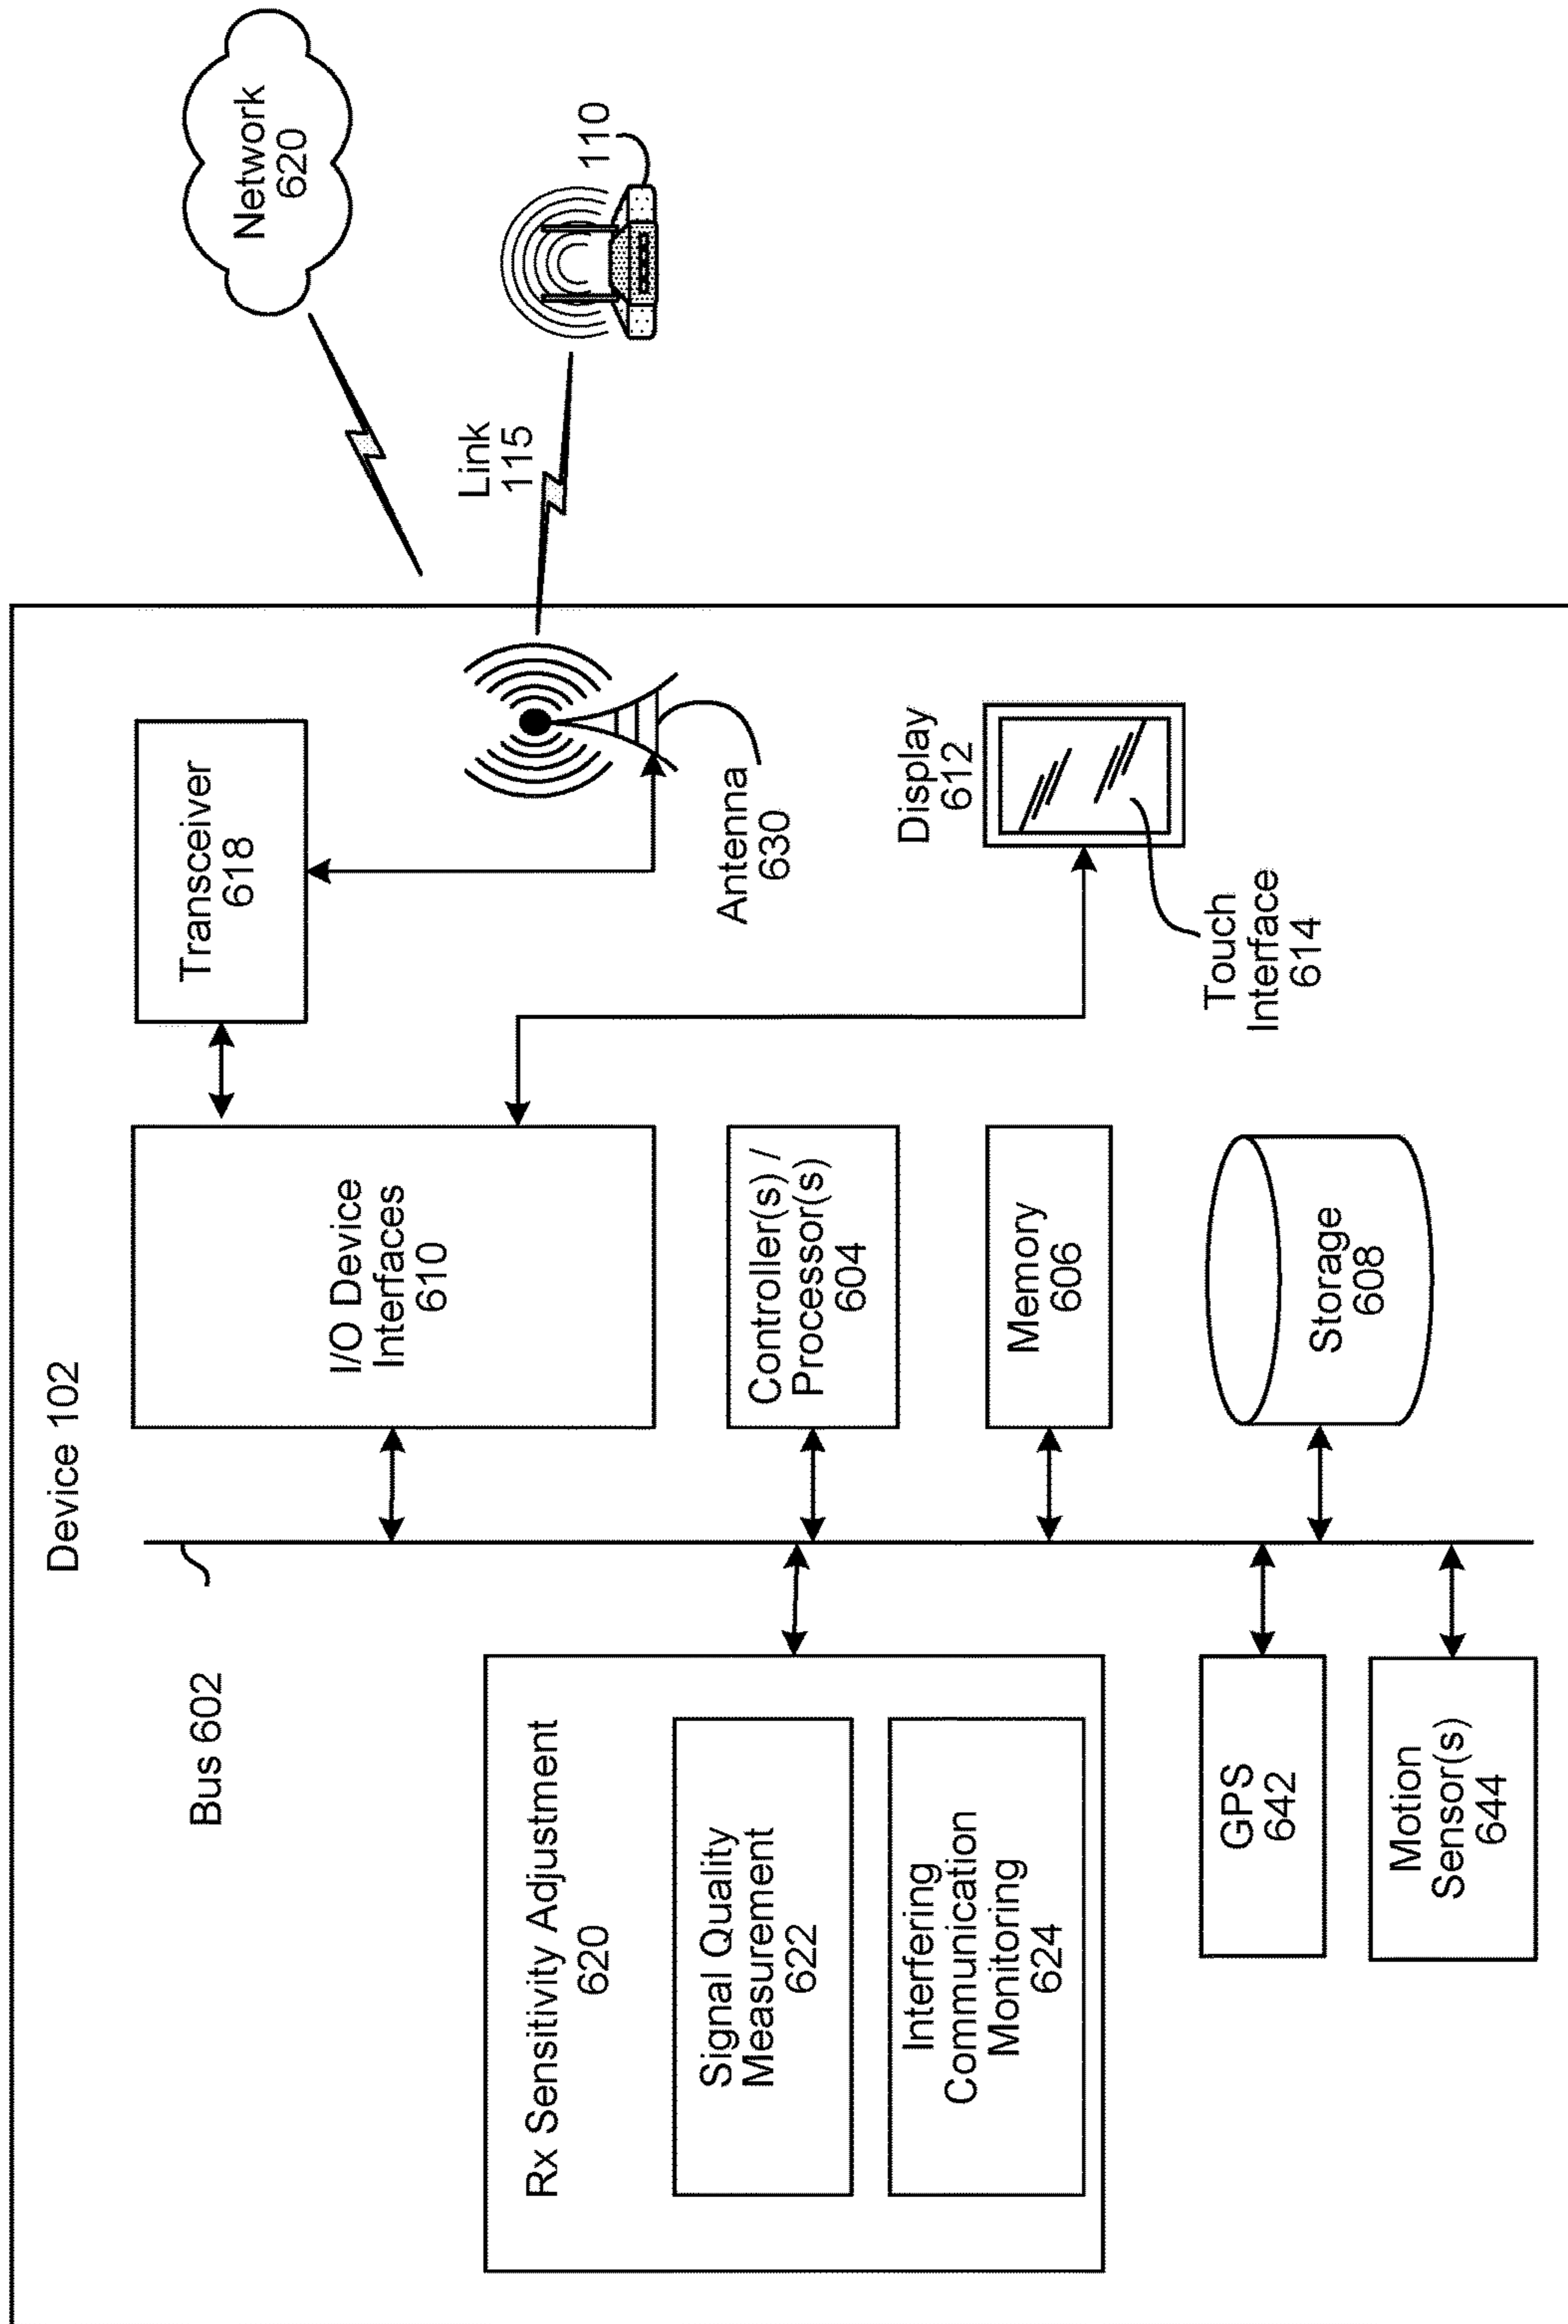 Device 102
Bus 602
Rx Sensitivity Adjustment
620
Signal Quality
Measurement
622
Interfering
Communication
Monitoring
624
GPS
642
Motion
Sensor(s)
644
I/O Device
Interfaces
610
Controller(s) /
Processor(s)
604
Memory
606
Storage
608
Transceiver
618
Antenna
630
Display
612
Touch
Interface
614
Link
115
Network
620
110